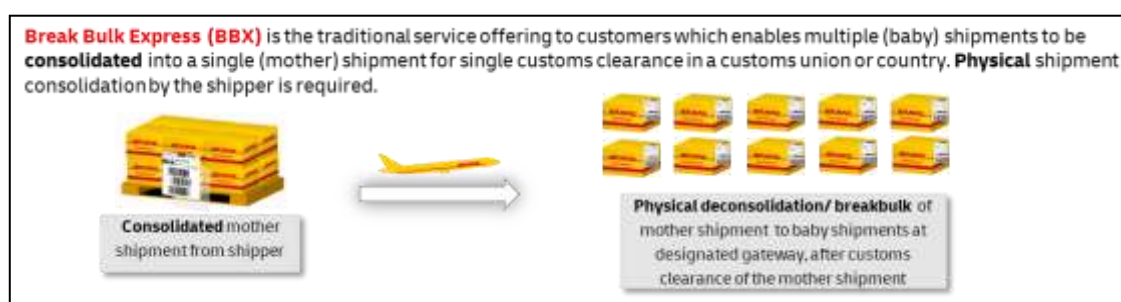 Break Bulk Express (BBX) is the traditional service offering to customers which enables multiple (baby) shipments to be
consolidated into a single (mother) shipment for single customs clearance in a customs union or country. Physical shipment
consolidation by the shipper is required.
Consolidated mother
shipment from shipper
Physical deconsolidation/ breakbulk of
mother shipment to baby shipments at
designated gateway, after customs
clearance of the mother shipment